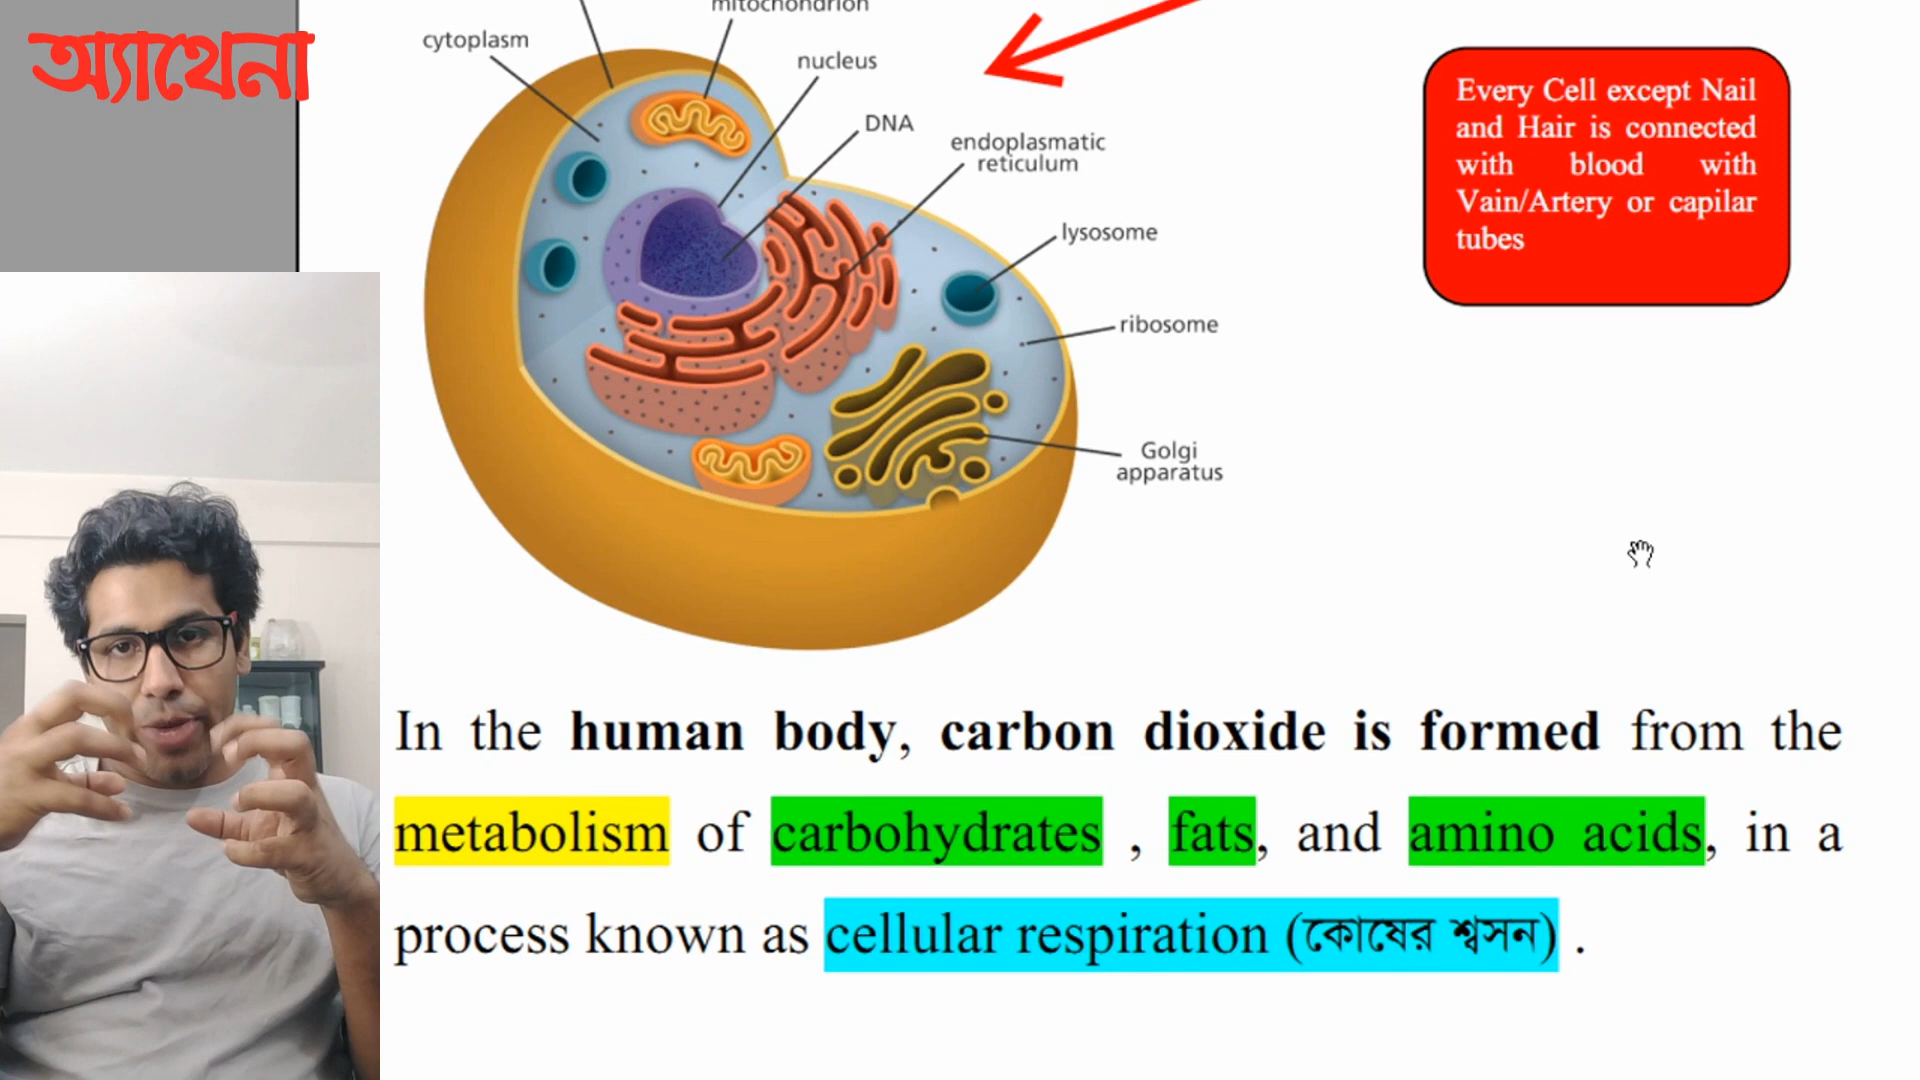 অ্যাথেনা
mitochondrion
cytoplasm
nucleus
DNA
endoplasmatic
reticulum
lysosome
ribosome
Golgi
apparatus
Every Cell except Nail
and Hair is connected
with blood with
Vain/Artery or capilar
tubes
In the human body, carbon dioxide is formed from the
metabolism of carbohydrates , fats, and amino acids, in a
process known as cellular respiration (কোষের শ্বসন) .